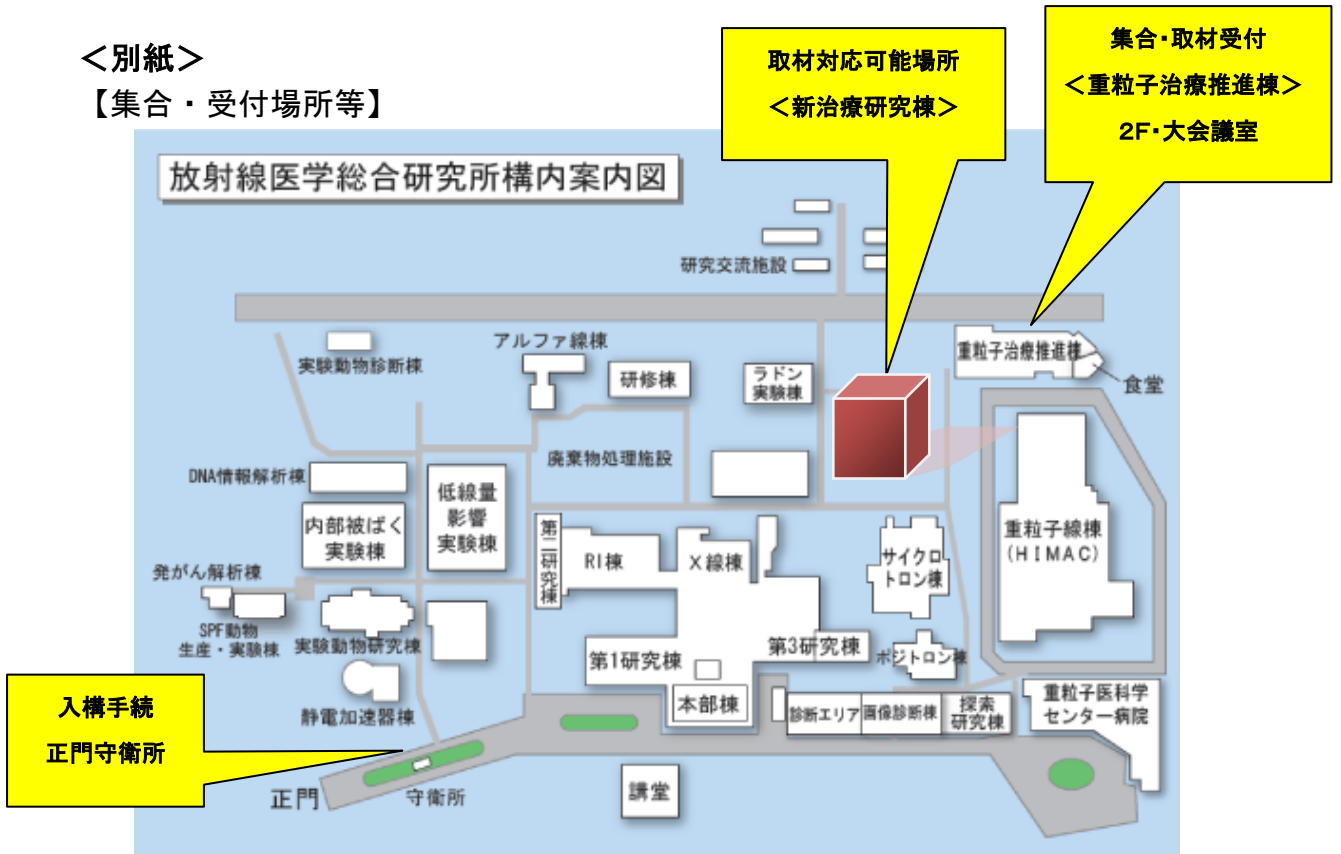 ＜別紙＞
【集合・受付場所等】
取材対応可能場所
＜新治療研究棟＞
集合・取材受付
＜重粒子治療推進棟＞
２F・大会議室
放射線医学総合研究所構内案内図
研究交流施設
実験動物診断棟
アルファ線棟
研修棟
ラドン
実験棟
重粒子治療推進棟
食堂
DNA情報解析棟
低線量
影響
実験棟
廃棄物処理施設
内部被ばく
実験棟
第二研究棟
RI棟
X線棟
サイクロ
トロン棟
重粒子線棟
(HIMAC)
発がん解析棟
SPF動物
生産・実験棟
実験動物研究棟
第1研究棟
第3研究棟
ポジトロン棟
静電加速器棟
本部棟
診断エリア
画像診断棟
探索
研究棟
重粒子医科学
センター病院
入構手続
正門守衛所
正門
守衛所
講堂